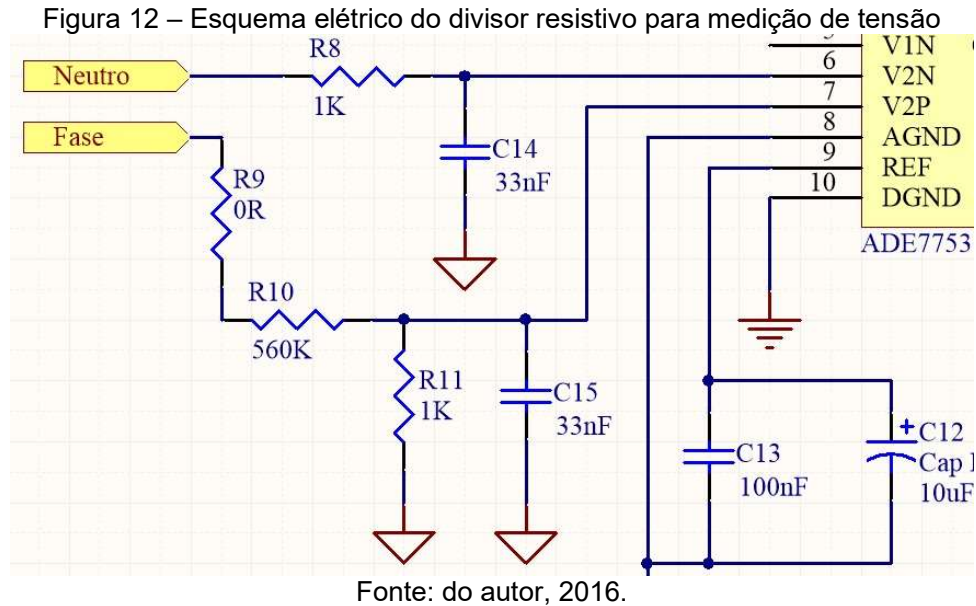 Figura 12 – Esquema elétrico do divisor resistivo para medição de tensão
R8
V1N
Neutro
6
V2N
1K
7
V2P
Fase
8
AGND
C14
9
REF
33nF
R9
10
DGND
0R
ADE7753
R10
560K
R11
1K
C15
33nF
C12
C13
Cap
100nF
10uF
Fonte: do autor, 2016.